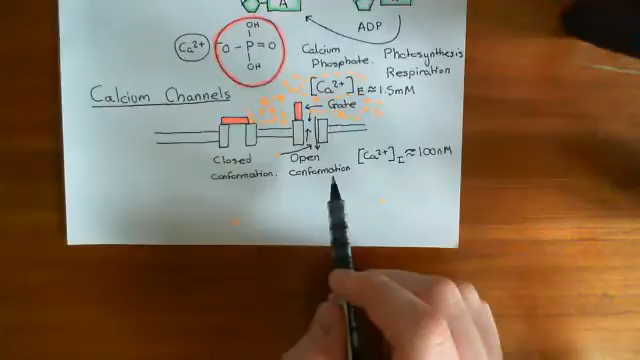 A
ADP
OH
Ca²⁺ ⁻O – P = O
OH
Calcium Phosphate.
Photosynthesis
Respiration
Calcium Channels
[Ca²⁺]E ≈ 1.5mM
Gate
Closed conformation.
Open conformation
[Ca²⁺]I ≈ 100nM